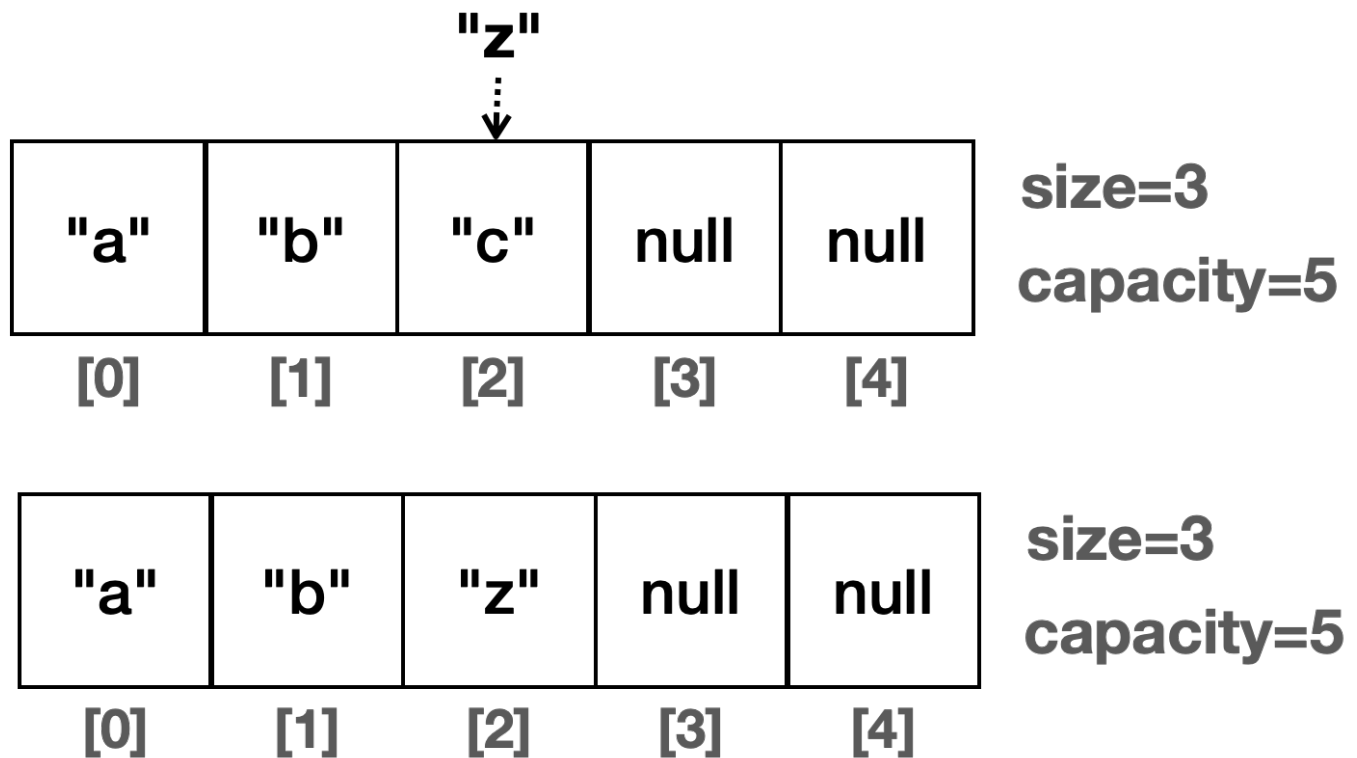 "z"
"a" "b" "c" null null
size=3
capacity=5
[0] [1] [2] [3] [4]
"a" "b" "z" null null
size=3
capacity=5
[0] [1] [2] [3] [4]